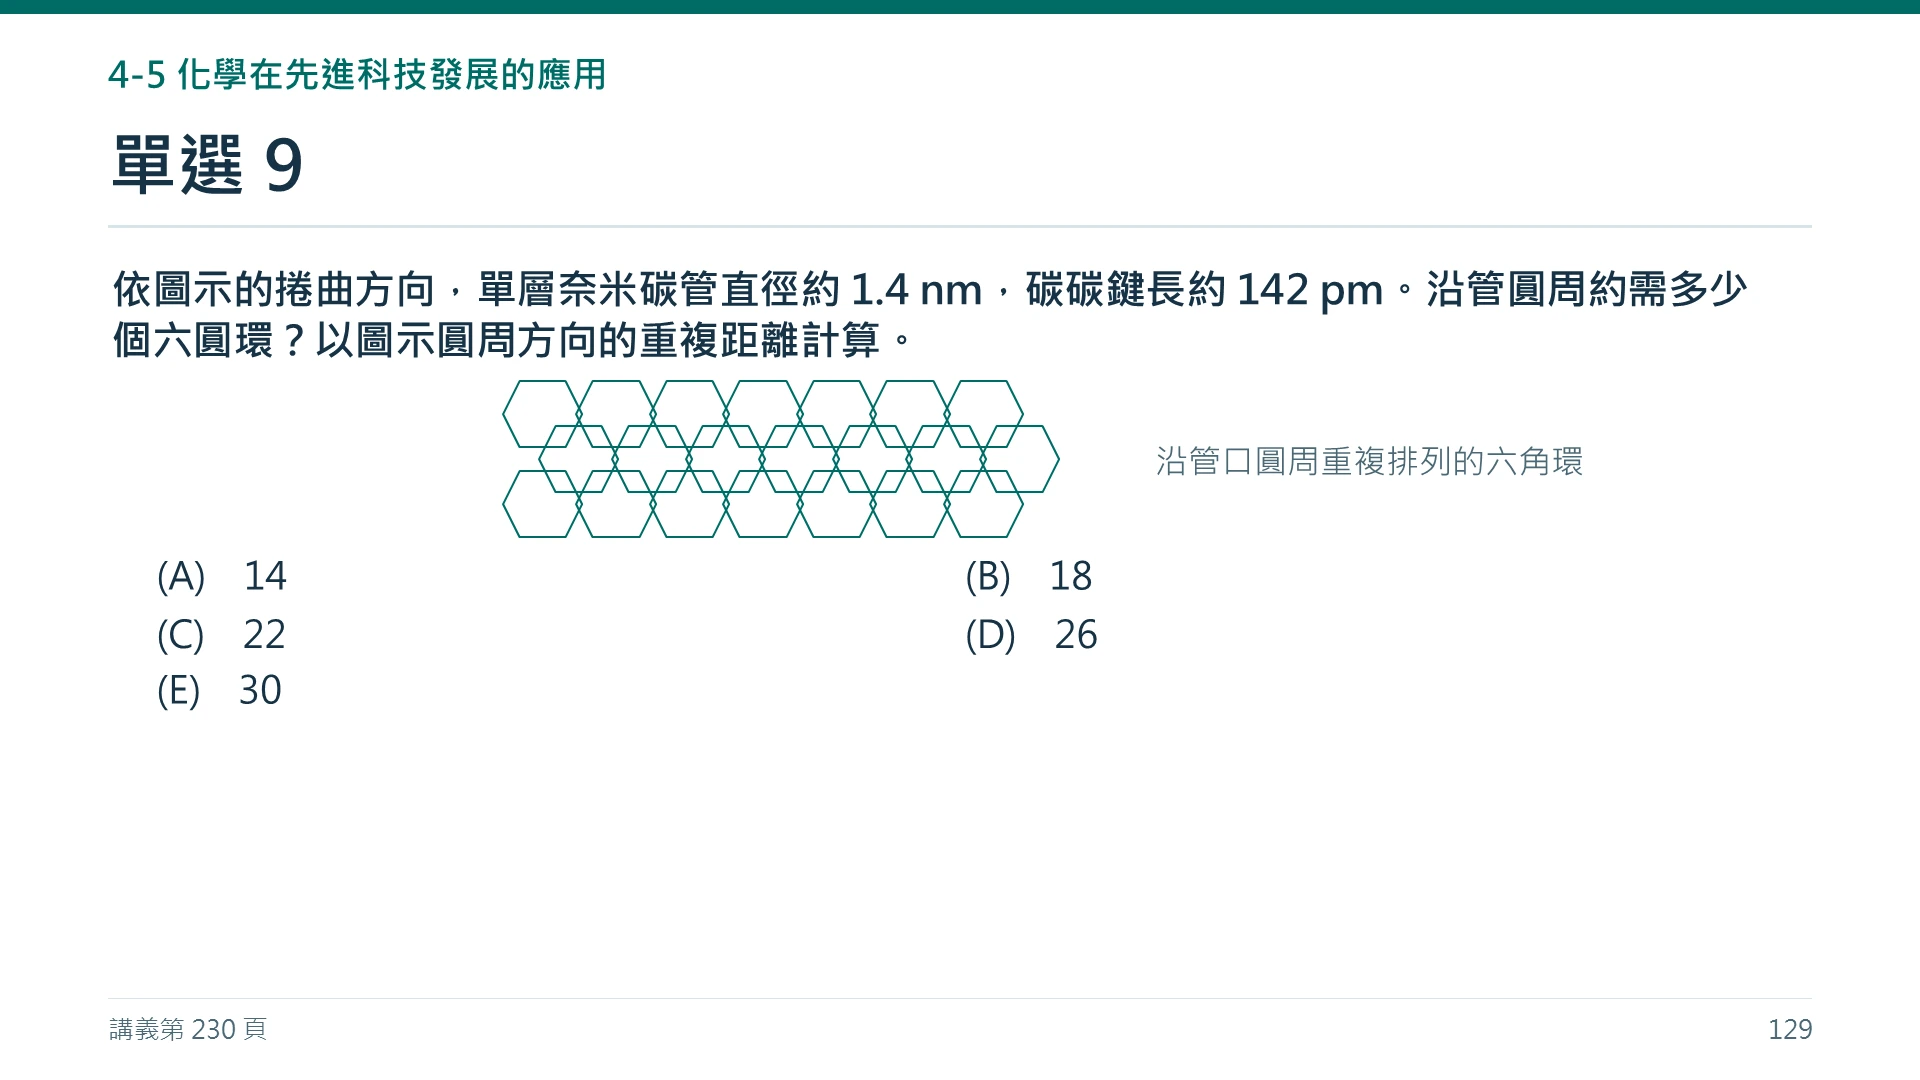 4-5 化學在先進科技發展的應用
單選 9
依圖示的捲曲方向，單層奈米碳管直徑約 1.4 nm，碳碳鍵長約 142 pm。沿管圓周約需多少
個六圓環？以圖示圓周方向的重複距離計算。
沿管口圓周重複排列的六角環
(A) 14
(B) 18
(C) 22
(D) 26
(E) 30
講義第 230 頁
129